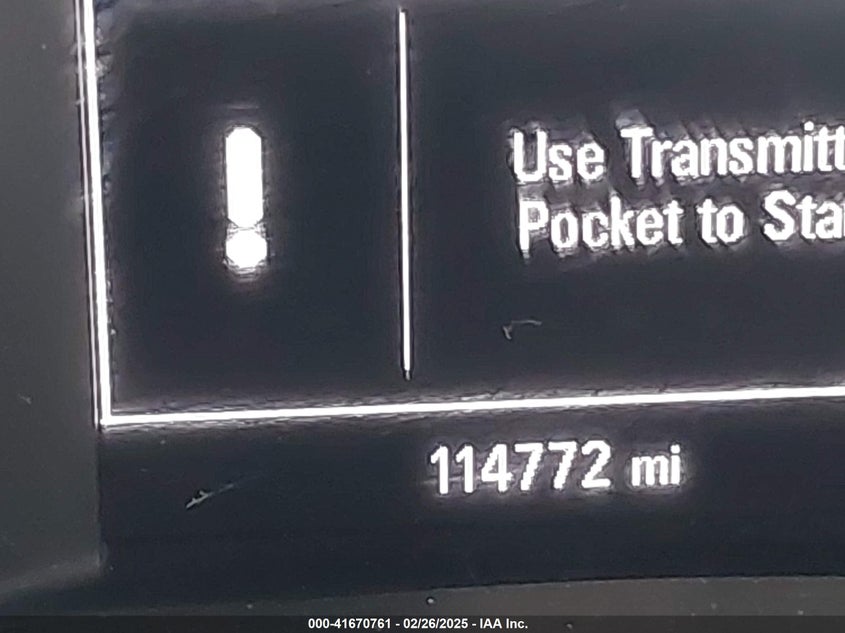 Use Transmitt
Pocket to Sta
114772 mi
000-41670761 - 02/26/2025 - IAA Inc.